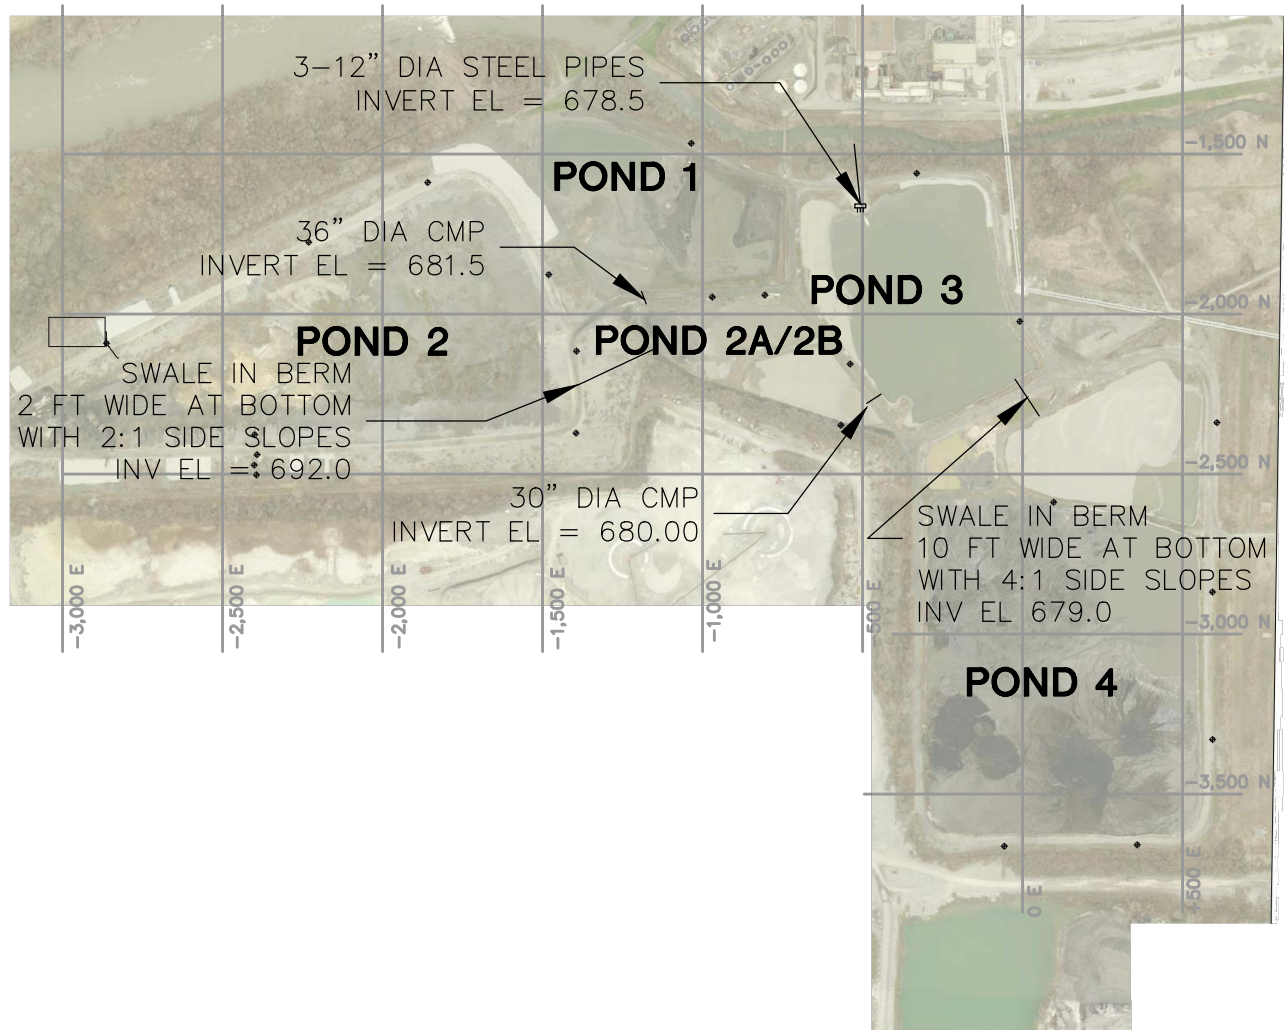 3-12" DIA STEEL PIPES
INVERT EL = 678.5
-1,500 N
POND 1
36" DIA CMP
INVERT EL = 681.5
POND 3
-2,000 N
POND 2
POND 2A/2B
SWALE IN BERM
2 FT WIDE AT BOTTOM
WITH 2:1 SIDE SLOPES
INV EL = 692.0
-2,500 N
30" DIA CMP
INVERT EL = 680.00
SWALE IN BERM
10 FT WIDE AT BOTTOM
WITH 4:1 SIDE SLOPES
INV EL 679.0
-3,000 E
-2,500 E
-2,000 E
-1,500 E
-1,000 E
500 E
-3,000 N
POND 4
-3,500 N
0 E
+500 E